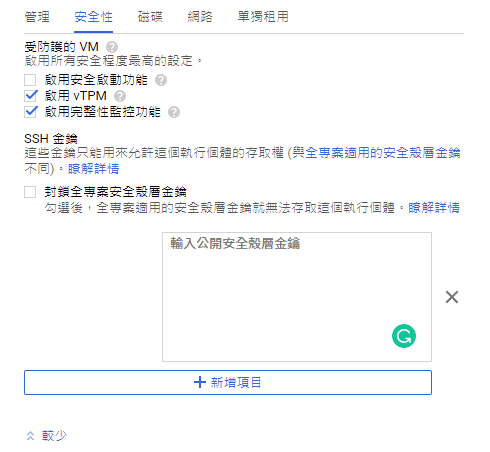 管理 安全性 磁碟 網路 單獨租用
受防護的 VM ?
啟用所有安全程度最高的設定。
啟用安全啟動功能 ?
啟用 vTPM ?
啟用完整性監控功能 ?
SSH 金鑰
這些金鑰只能用來允許這個執行個體的存取權 (與全專案適用的安全殼層金鑰
不同)。瞭解詳情
封鎖全專案安全殼層金鑰
勾選後，全專案適用的安全殼層金鑰就無法存取這個執行個體。瞭解詳情
輸入公開安全殼層金鑰
新增項目
較少